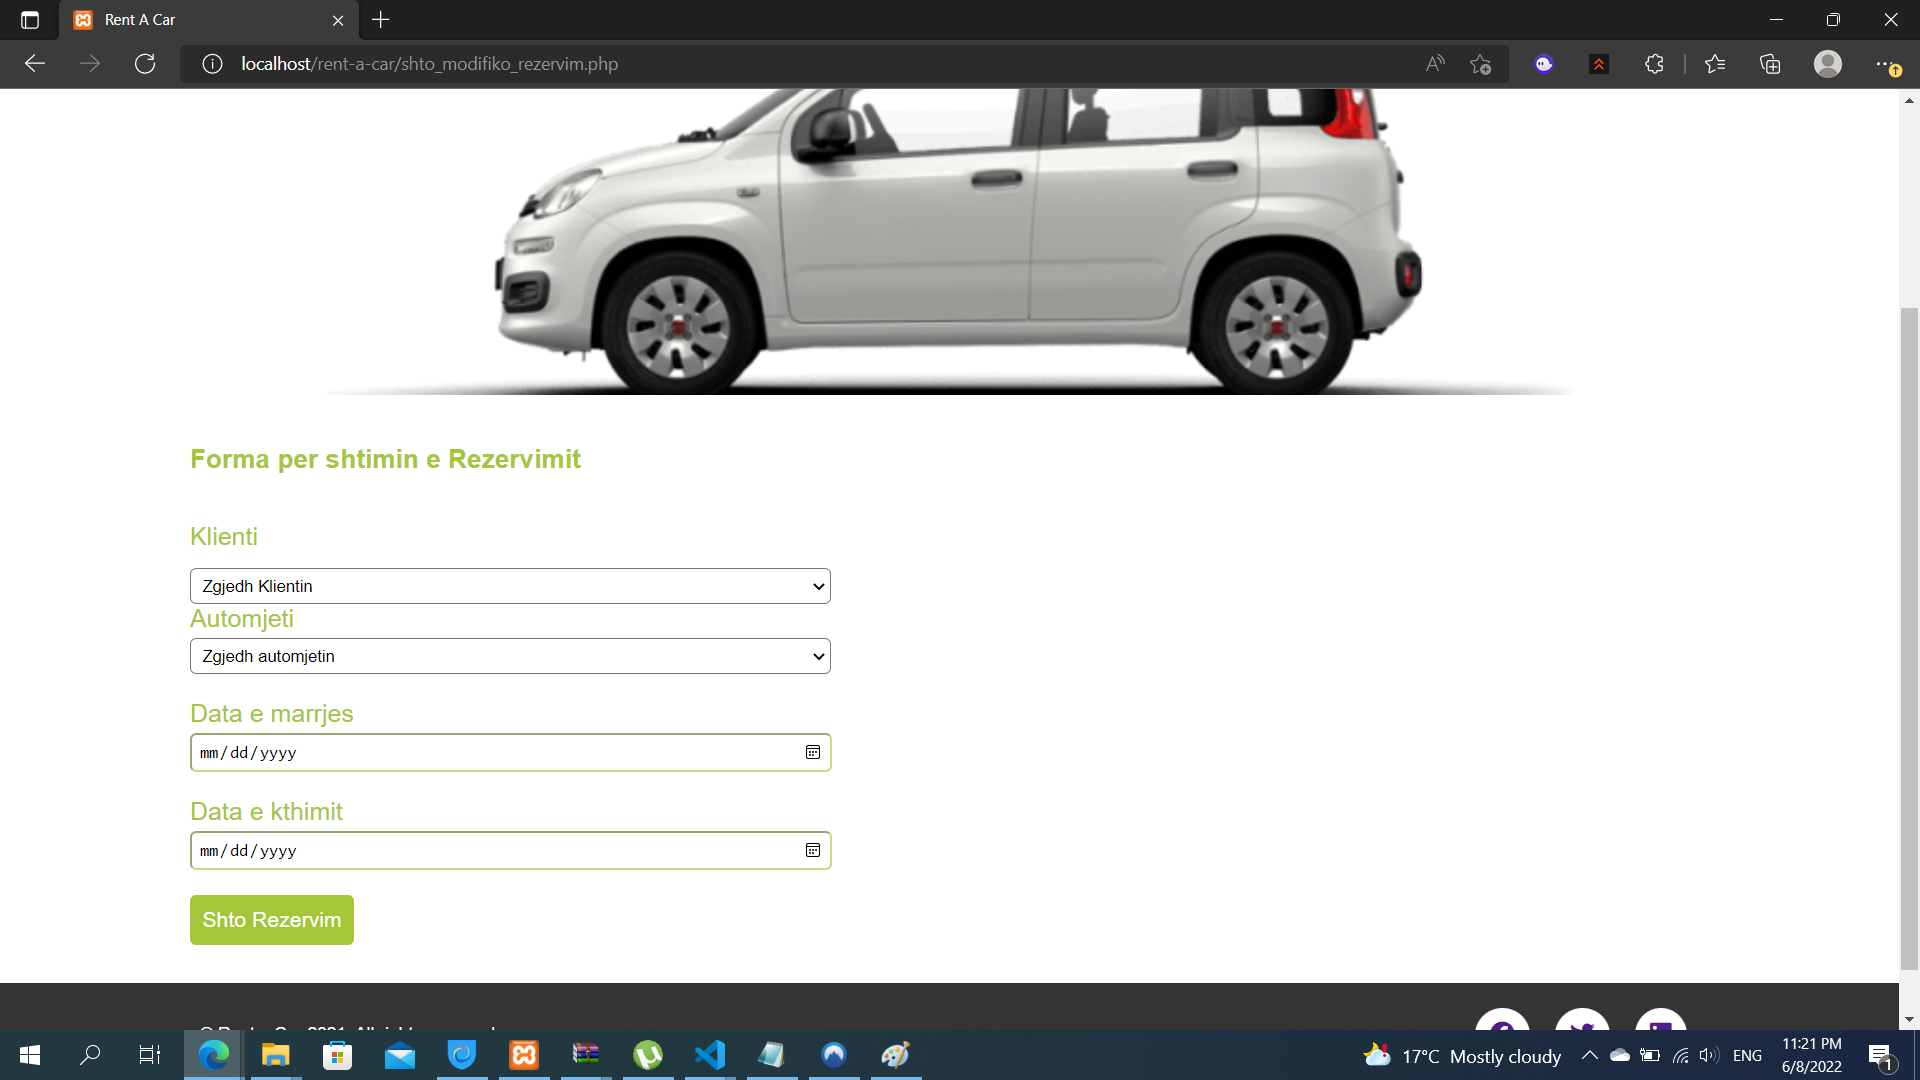 Rent A Car
localhost/rent-a-car/shto_modifiko_rezervim.php
Forma per shtimin e Rezervimit
Klienti
Zgjedh Klientin
Automjeti
Zgjedh automjetin
Data e marrjes
mm/dd/yyyy
Data e kthimit
mm/dd/yyyy
Shto Rezervim
17°C Mostly cloudy
ENG
11:21 PM
6/8/2022
1